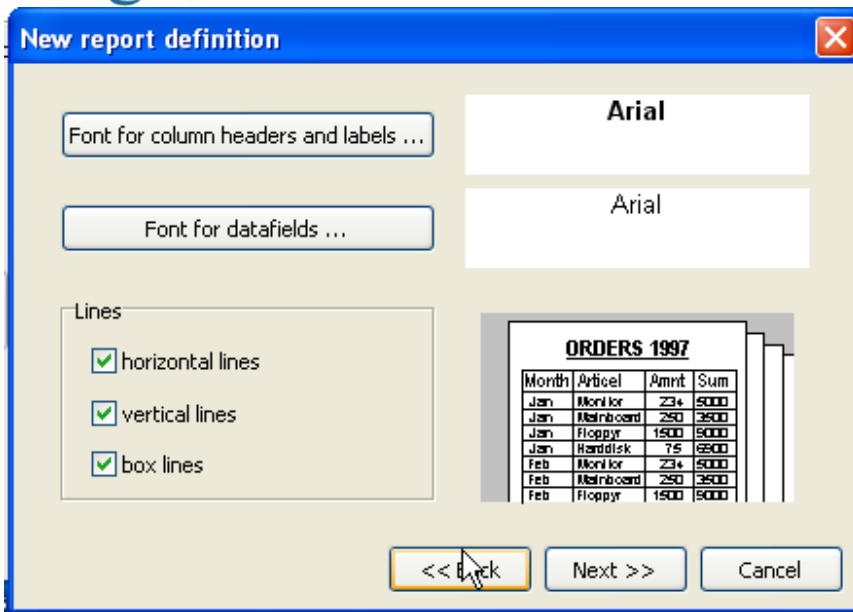 New report definition
Font for column headers and labels ...
Arial
Font for datafields ...
Arial
Lines
horizontal lines
vertical lines
box lines
ORDERS 1997
Month Articel Amnt Sum
Jan Monitor 234 5000
Jan Mainboard 250 3500
Jan Floppyr 1500 9000
Jan Harddisk 75 6900
Feb Monitor 234 5000
Feb Mainboard 250 3500
Feb Floppyr 1500 9000
<< Back
Next >>
Cancel